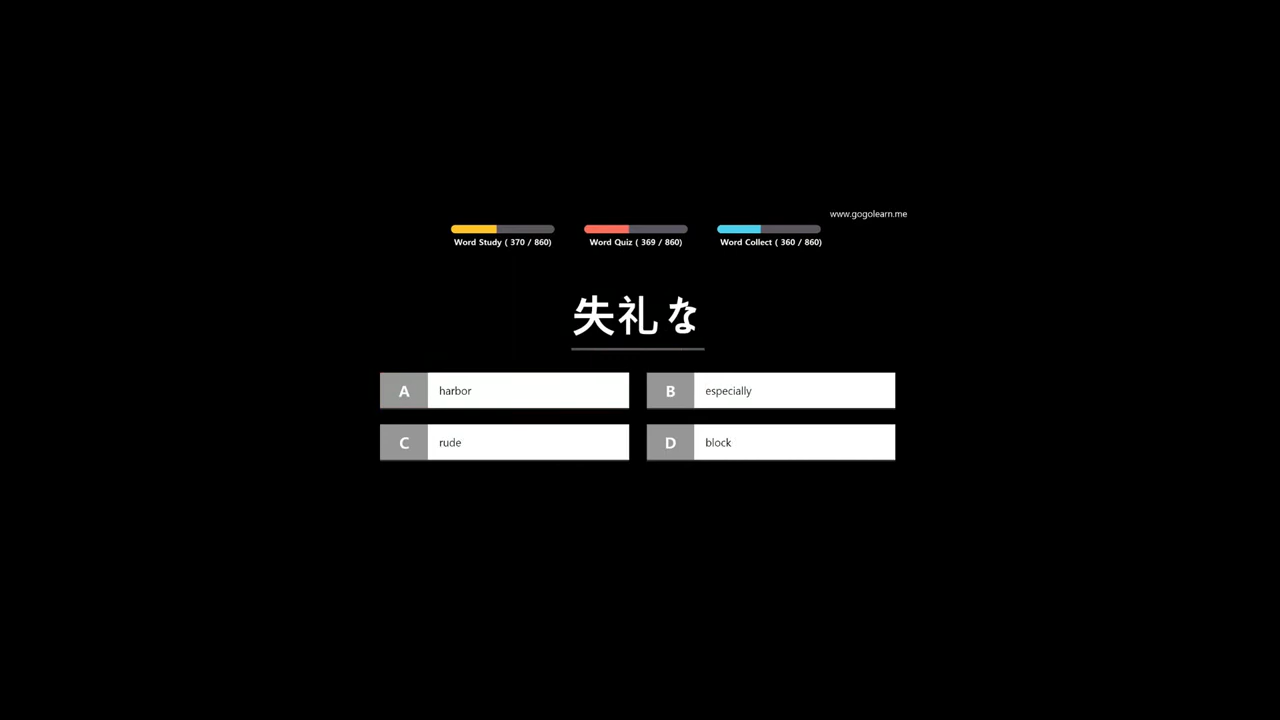 www.gogolearn.me
Word Study ( 370 / 860)
Word Quiz ( 369 / 860)
Word Collect ( 360 / 860)
失礼な
A harbor
B especially
C rude
D block